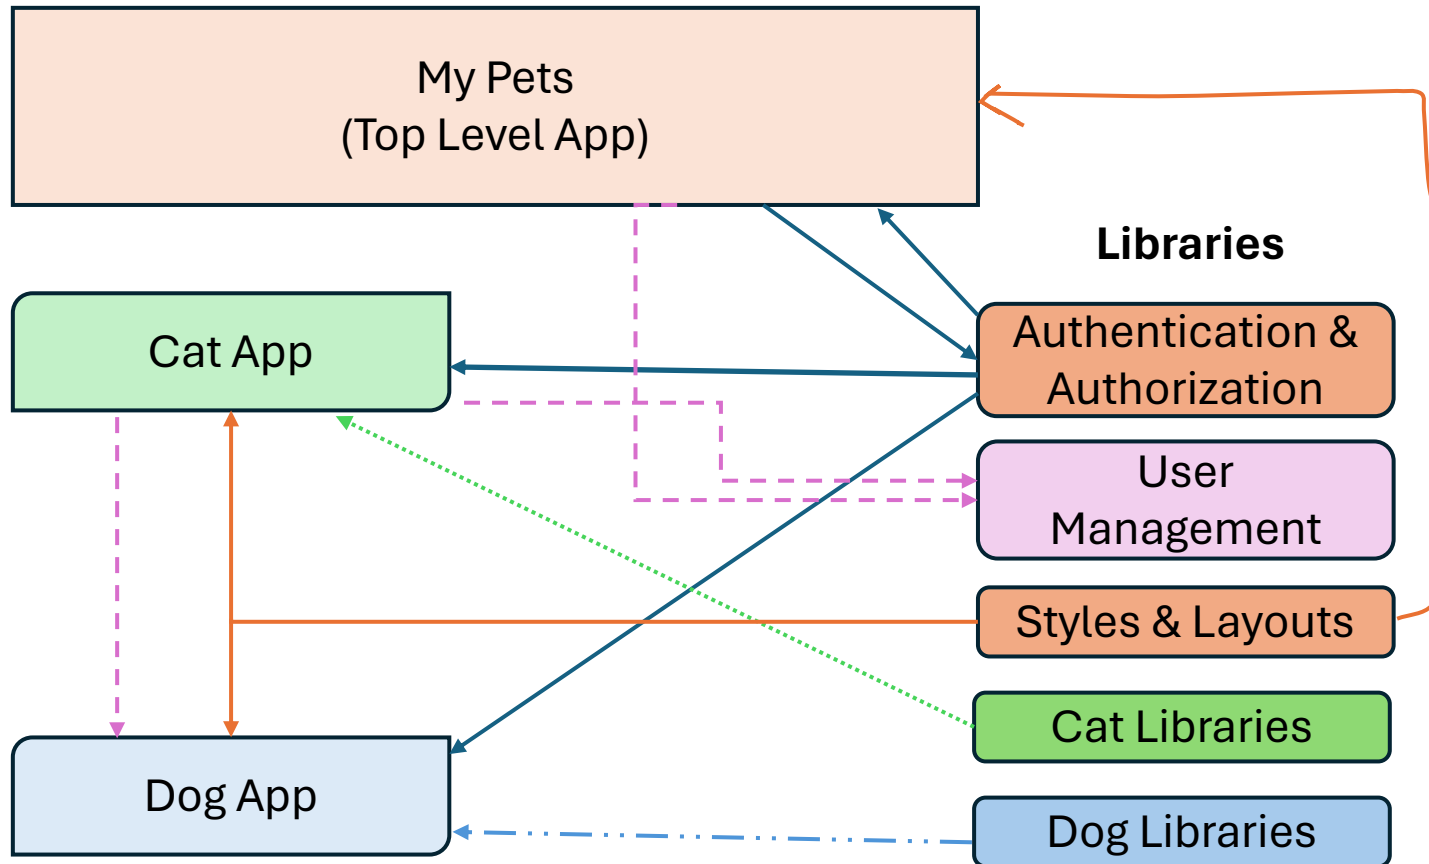 My Pets
(Top Level App)
Libraries
Authentication &
Authorization
Cat App
User
Management
Styles & Layouts
Cat Libraries
Dog App
Dog Libraries